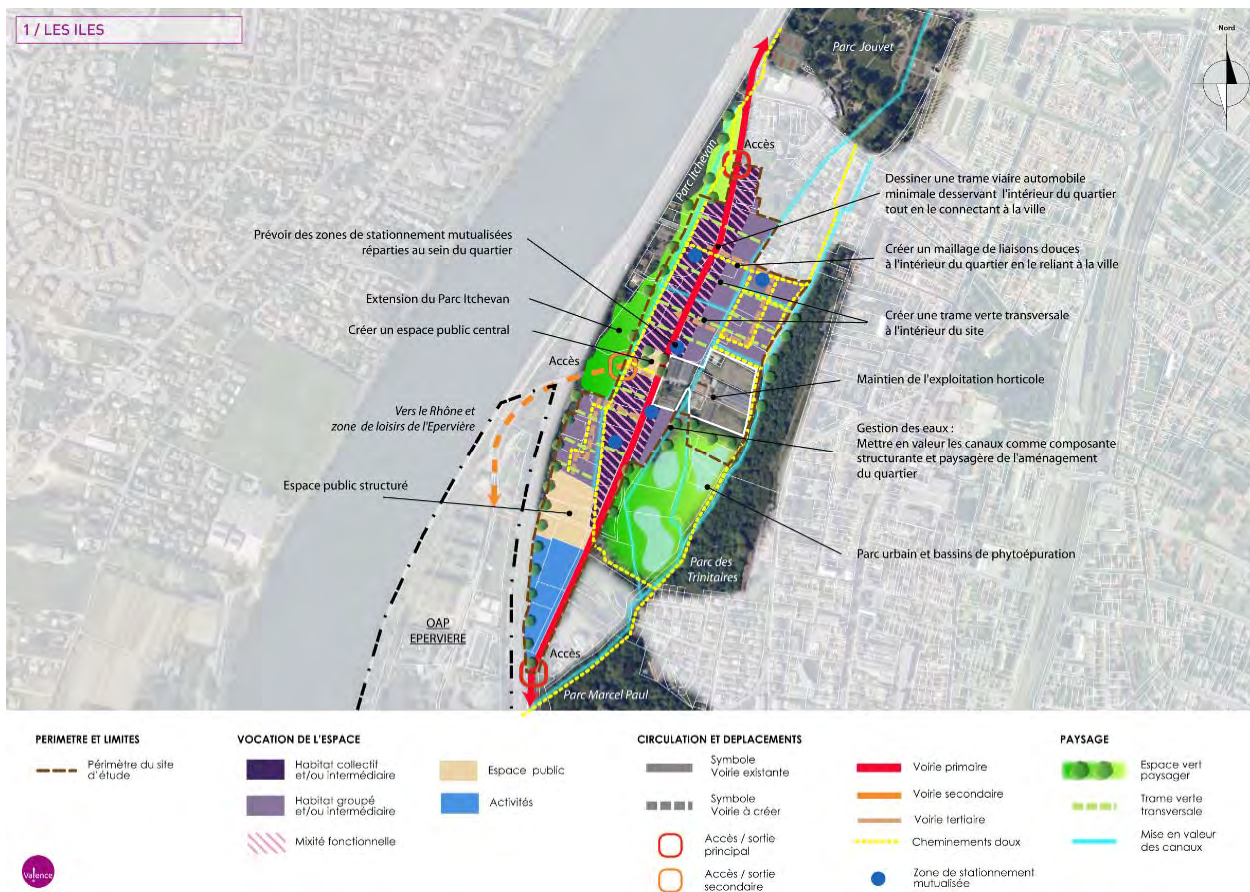 1 / LES ILES
Nord
Parc Jouvet
Accès
Parc Itchevan
Dessiner une trame viaire automobile
minimale desservant l'intérieur du quartier
tout en le connectant à la ville
Prévoir des zones de stationnement mutualisées
réparties au sein du quartier
Créer un maillage de liaisons douces
à l'intérieur du quartier en le reliant à la ville
Extension du Parc Itchevan
Créer un espace public central
Créer une trame verte transversale
à l'intérieur du site
Accès
Maintien de l'exploitation horticole
Vers le Rhône et
zone de loisirs de l'Epervière
Gestion des eaux :
Mettre en valeur les canaux comme composante
structurante et paysagère de l'aménagement
du quartier
Espace public structuré
Parc urbain et bassins de phytoépuration
Parc des
Trinitaires
OAP
EPERVIERE
Accès
Parc Marcel Paul
PERIMETRE ET LIMITES
Périmètre du site
d'étude
VOCATION DE L'ESPACE
Habitat collectif
et/ou intermédiaire
Habitat groupé
et/ou intermédiaire
Mixité fonctionnelle
Espace public
Activités
CIRCULATION ET DEPLACEMENTS
Symbole
Voirie existante
Symbole
Voirie à créer
Accès / sortie
principal
Accès / sortie
secondaire
Voirie primaire
Voirie secondaire
Voirie tertiaire
Cheminements doux
Zone de stationnement
mutualisée
PAYSAGE
Espace vert
paysager
Trame verte
transversale
Mise en valeur
des canaux
Valence